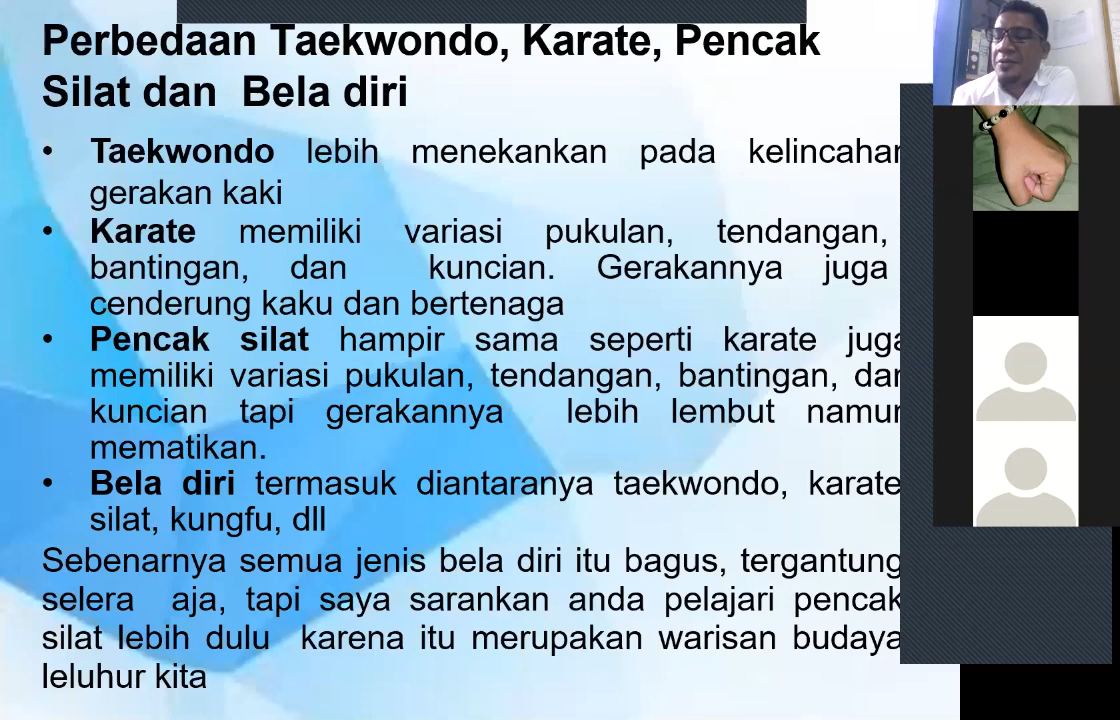 Perbedaan Taekwondo, Karate, Pencak
Silat dan Bela diri
• Taekwondo lebih menekankan pada kelincahan
gerakan kaki
• Karate memiliki variasi pukulan, tendangan,
bantingan, dan kuncian. Gerakannya juga
cenderung kaku dan bertenaga
• Pencak silat hampir sama seperti karate juga
memiliki variasi pukulan, tendangan, bantingan, dan
kuncian tapi gerakannya lebih lembut namun
mematikan.
• Bela diri termasuk diantaranya taekwondo, karate
silat, kungfu, dll
Sebenarnya semua jenis bela diri itu bagus, tergantung
selera aja, tapi saya sarankan anda pelajari pencak
silat lebih dulu karena itu merupakan warisan budaya
leluhur kita